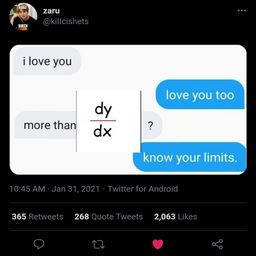 zaru
@killcishets
i love you
love you too
more than dy/dx ?
know your limits.
10:45 AM · Jan 31, 2021 · Twitter for Android
365 Retweets 268 Quote Tweets 2,063 Likes